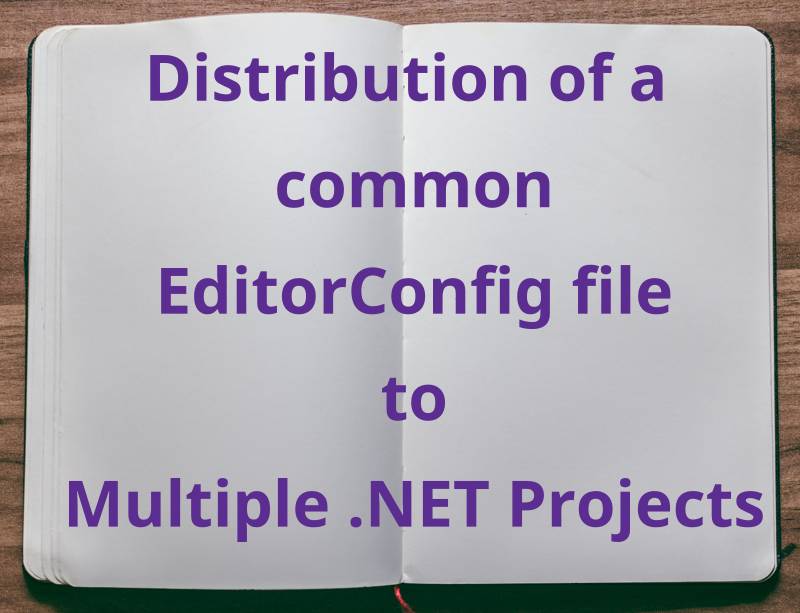 Distribution of a
common
EditorConfig file
to
Multiple .NET Projects